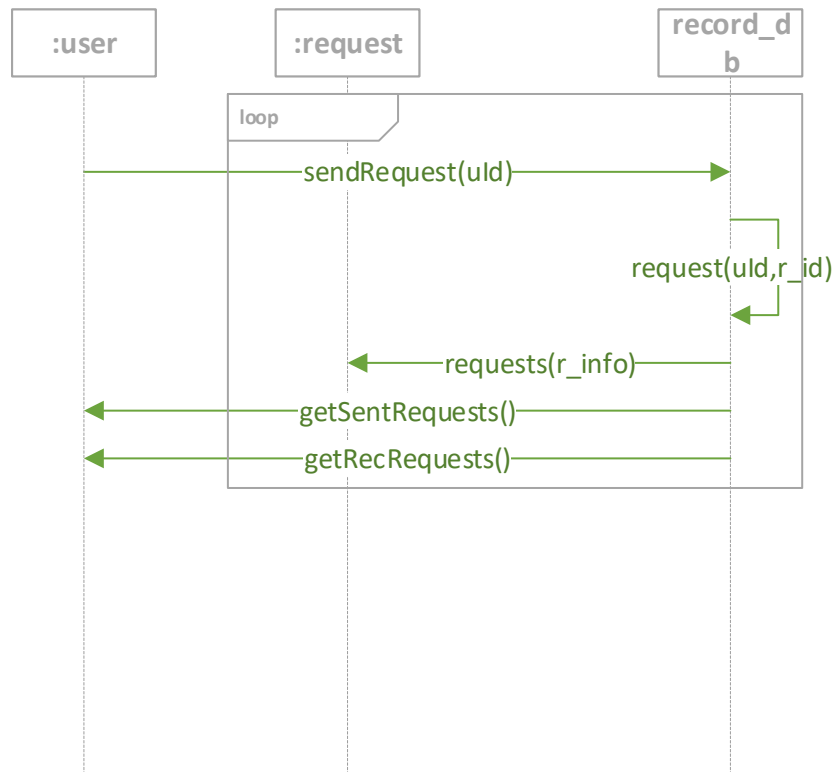 :user
:request
record_d
b
loop
sendRequest(uId)
request(uId,r_id)
requests(r_info)
getSentRequests()
getRecRequests()